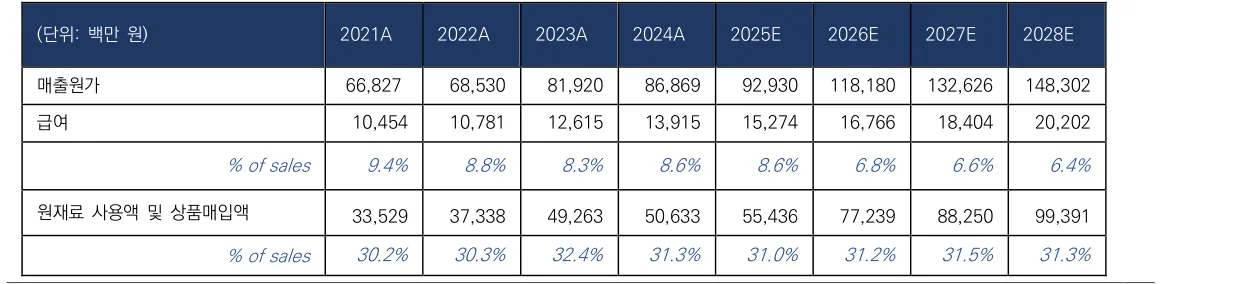 (단위: 백만 원) 2021A 2022A 2023A 2024A 2025E 2026E 2027E 2028E
매출원가 66,827 68,530 81,920 86,869 92,930 118,180 132,626 148,302
급여 10,454 10,781 12,615 13,915 15,274 16,766 18,404 20,202
% of sales 9.4% 8.8% 8.3% 8.6% 8.6% 6.8% 6.6% 6.4%
원재료 사용액 및 상품매입액 33,529 37,338 49,263 50,633 55,436 77,239 88,250 99,391
% of sales 30.2% 30.3% 32.4% 31.3% 31.0% 31.2% 31.5% 31.3%